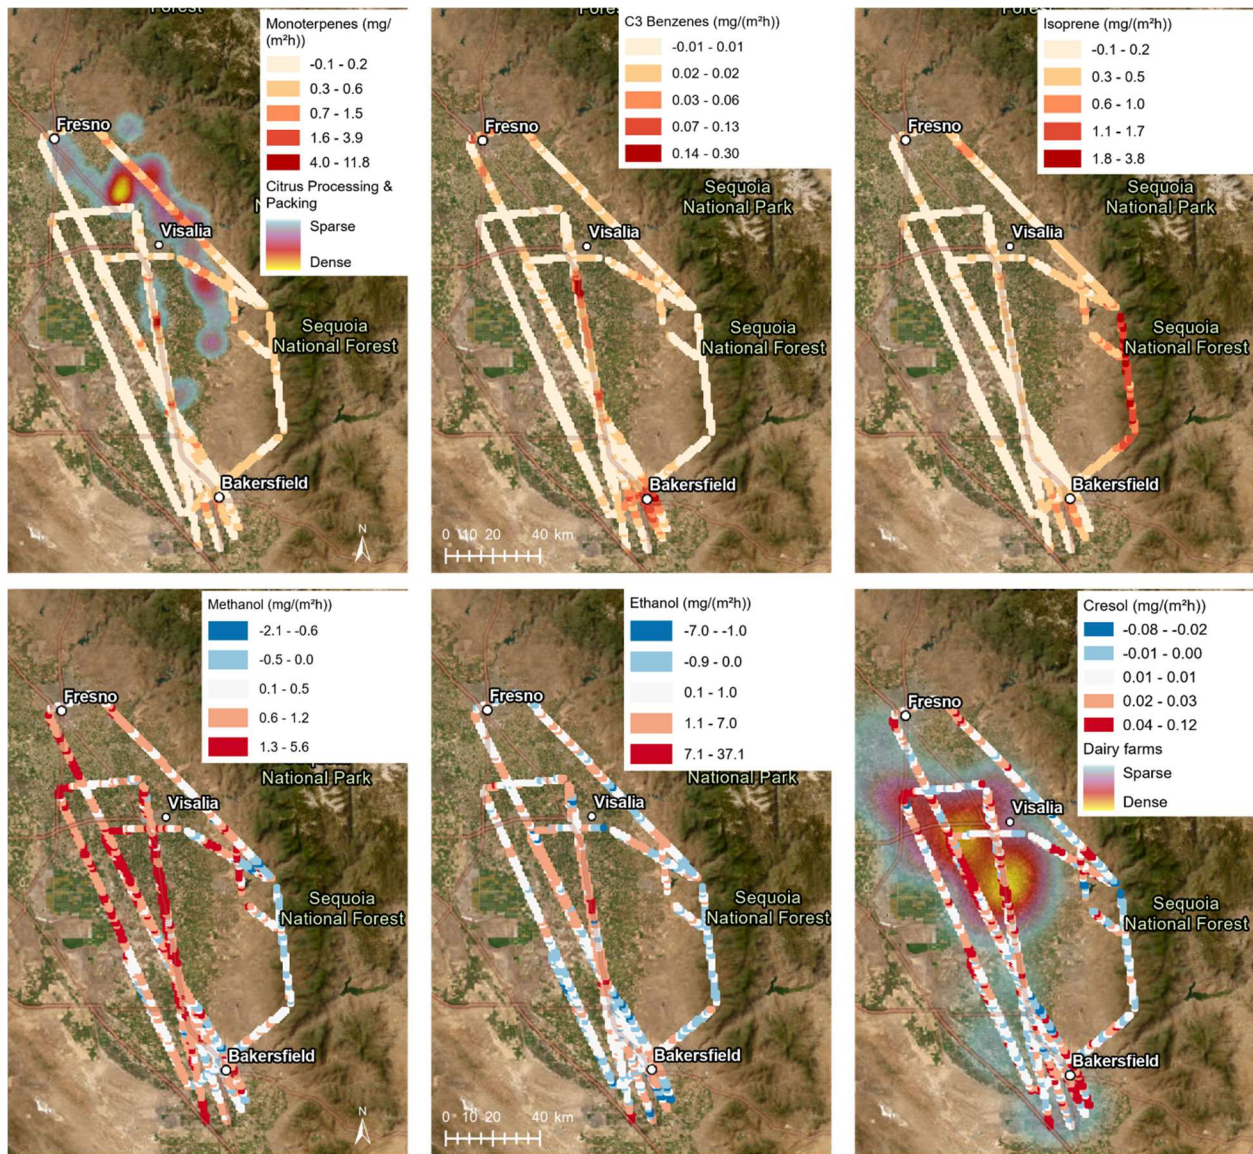 Forest
Monoterpenes (mg/
(m²h))
-0.1 - 0.2
0.3 - 0.6
0.7 - 1.5
1.6 - 3.9
4.0 - 11.8
Citrus Processing &
Packing
Sparse
Dense
Fresno
N
Visalia
Sequoia
National Forest
Bakersfield
N
C3 Benzenes (mg/(m²h))
-0.01 - 0.01
0.02 - 0.02
0.03 - 0.06
0.07 - 0.13
0.14 - 0.30
Fresno
Sequoia
National Park
Visalia
Sequoia
National Forest
Bakersfield
0 10 20 40 km
Forest
Isoprene (mg/(m²h))
-0.1 - 0.2
0.3 - 0.5
0.6 - 1.0
1.1 - 1.7
1.8 - 3.8
Fresno
Sequoia
National Park
Visalia
Sequoia
National Forest
Bakersfield
Methanol (mg/(m²h))
-2.1 - -0.6
-0.5 - 0.0
0.1 - 0.5
0.6 - 1.2
1.3 - 5.6
Fresno
National Park
Visalia
Sequoia
National Forest
Bakersfield
N
Ethanol (mg/(m²h))
-7.0 - -1.0
-0.9 - 0.0
0.1 - 1.0
1.1 - 7.0
7.1 - 37.1
Fresno
National Park
Visalia
Sequoia
National Forest
Bakersfield
0 10 20 40 km
Cresol (mg/(m²h))
-0.08 - -0.02
-0.01 - 0.00
0.01 - 0.01
0.02 - 0.03
0.04 - 0.12
Dairy farms
Sparse
Dense
Fresno
Visalia
Sequoia
National Forest
Bakersfield